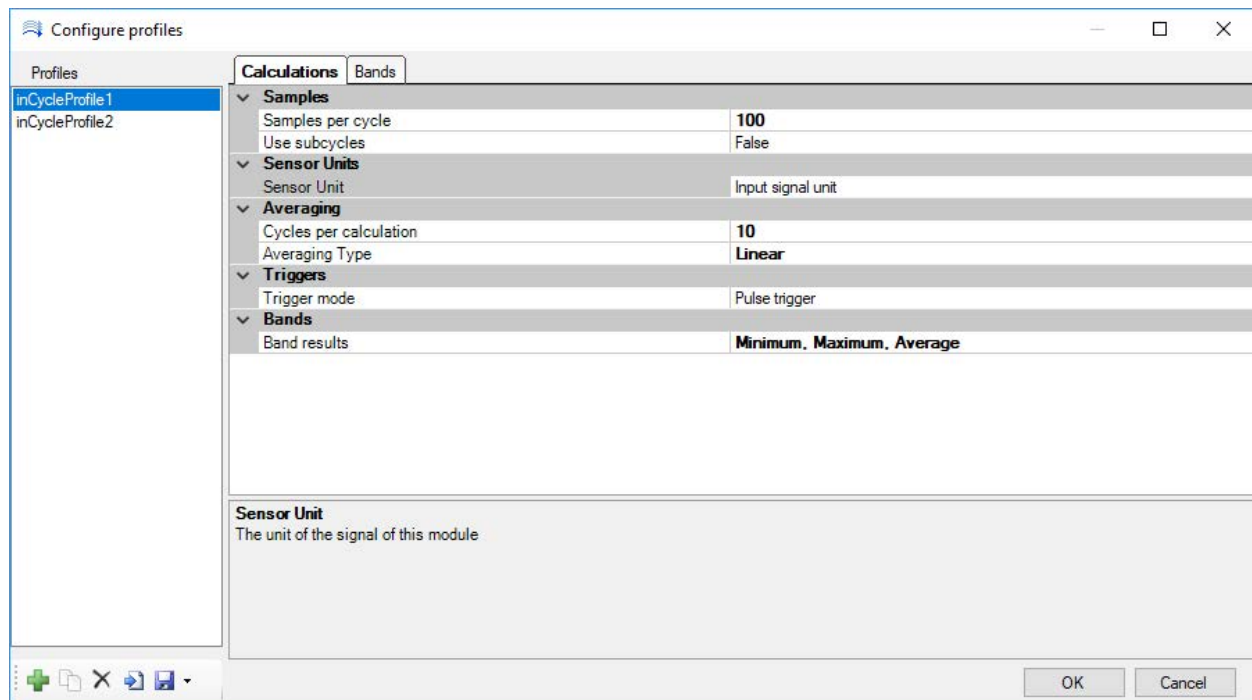 Configure profiles
Profiles
inCycleProfile1
inCycleProfile2
Calculations Bands
Samples
Samples per cycle 100
Use subcycles False
Sensor Units
Sensor Unit Input signal unit
Averaging
Cycles per calculation 10
Averaging Type Linear
Triggers
Trigger mode Pulse trigger
Bands
Band results Minimum, Maximum, Average
Sensor Unit
The unit of the signal of this module
OK Cancel